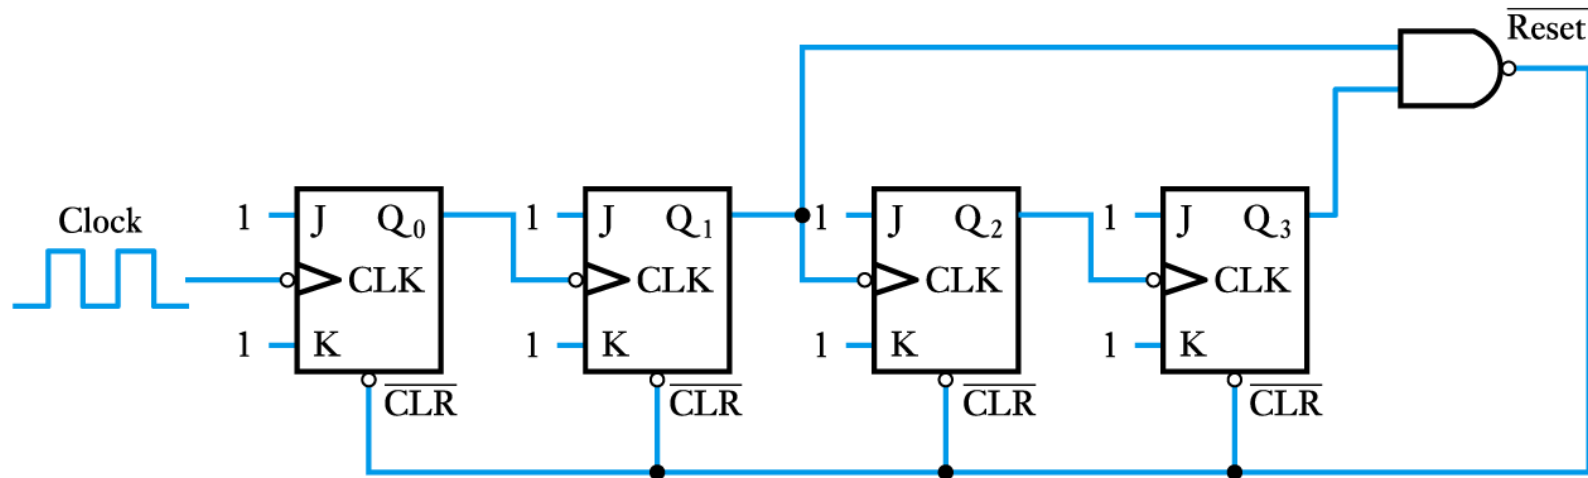 Reset
Clock
1 J Q0 1 J Q1 1 J Q2 1 J Q3
CLK CLK CLK CLK
1 K 1 K 1 K 1 K
CLR CLR CLR CLR